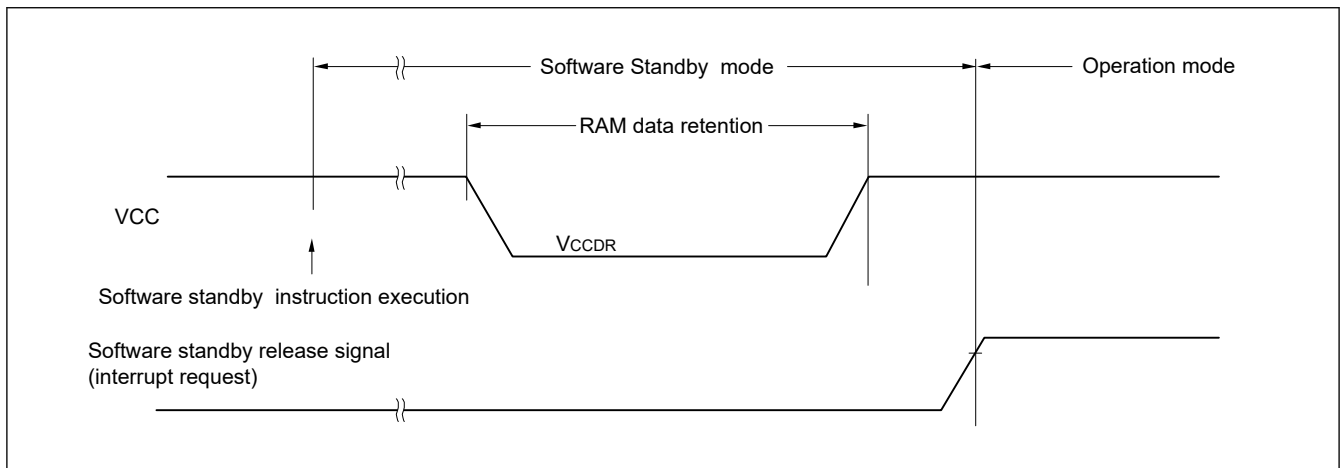 Software Standby mode
Operation mode
RAM data retention
VCC
VCCDR
Software standby instruction execution
Software standby release signal
(interrupt request)